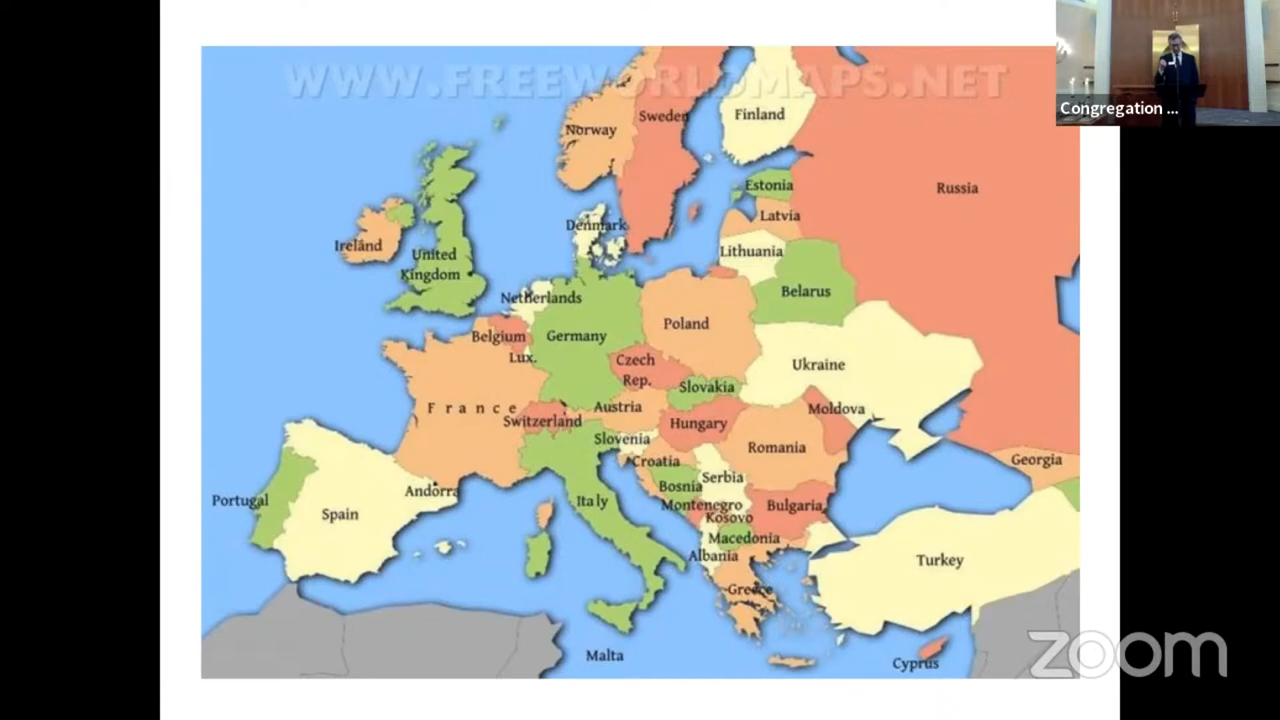 WWW.FREEWORLDMAPS.NET
Congregation ...
Norway
Sweden
Finland
Russia
Estonia
Latvia
Denmark
Lithuania
Ireland
United
Kingdom
Belarus
Netherlands
Poland
Germany
Belgium
Lux.
Czech
Rep.
Ukraine
Slovakia
France
Austria
Moldova
Switzerland
Hungary
Slovenia
Romania
Croatia
Georgia
Serbia
Bosnia
Andorra
Portugal
Spain
Italy
Montenegro
Bulgaria
Kosovo
Macedonia
Albania
Turkey
Greece
Malta
Cyprus
zoom